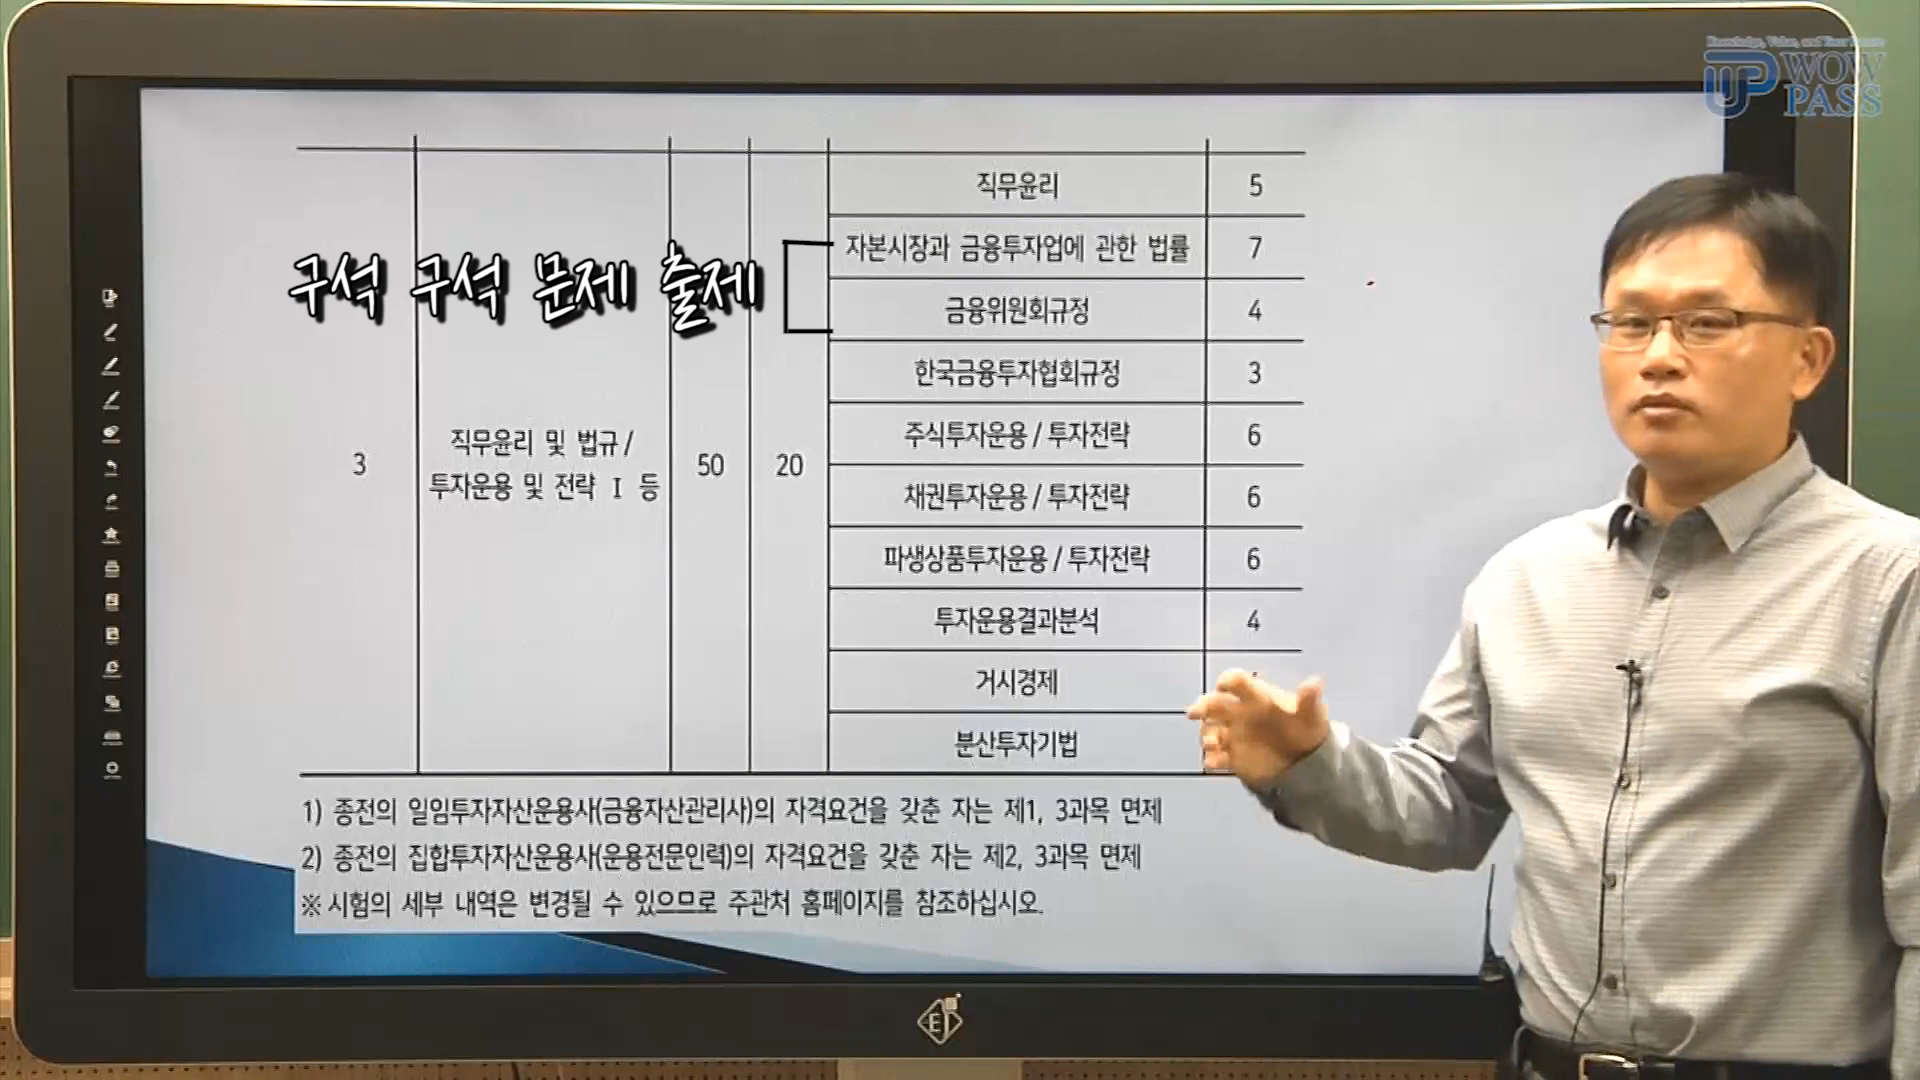 WOW
PASS
직무윤리 5
자본시장과 금융투자업에 관한 법률 7
구석 구석 문제 출제
금융위원회규정 4
한국금융투자협회규정 3
주식투자운용 / 투자전략 6
3 직무윤리 및 법규 / 투자운용 및 전략 Ⅰ 등 50 20
채권투자운용 / 투자전략 6
파생상품투자운용 / 투자전략 6
투자운용결과분석 4
거시경제
분산투자기법
1) 종전의 일임투자자산운용사(금융자산관리사)의 자격요건을 갖춘 자는 제1, 3과목 면제
2) 종전의 집합투자자산운용사(운용전문인력)의 자격요건을 갖춘 자는 제2, 3과목 면제
※ 시험의 세부 내역은 변경될 수 있으므로 주관처 홈페이지를 참조하십시오.